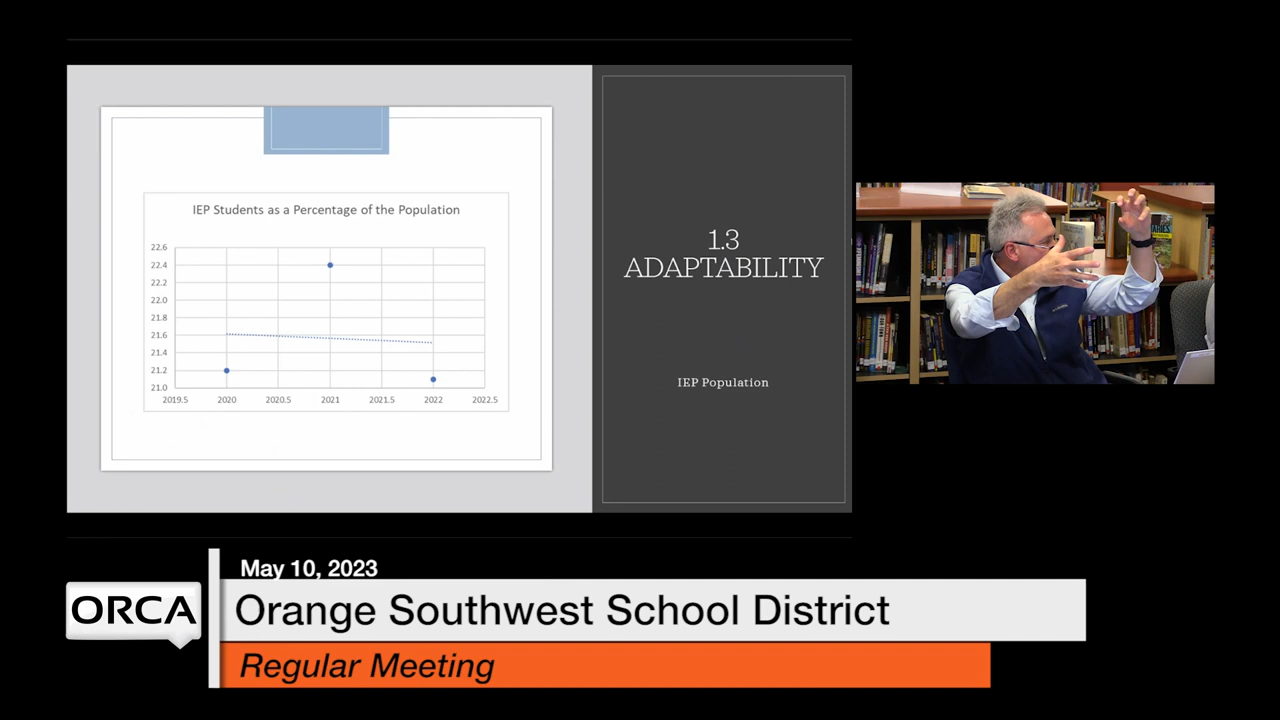 IEP Students as a Percentage of the Population
22.6
22.4
22.2
22.0
21.8
21.6
21.4
21.2
21.0
2019.5 2020 2020.5 2021 2021.5 2022 2022.5
1.3
ADAPTABILITY
IEP Population
May 10, 2023
ORCA
Orange Southwest School District
Regular Meeting